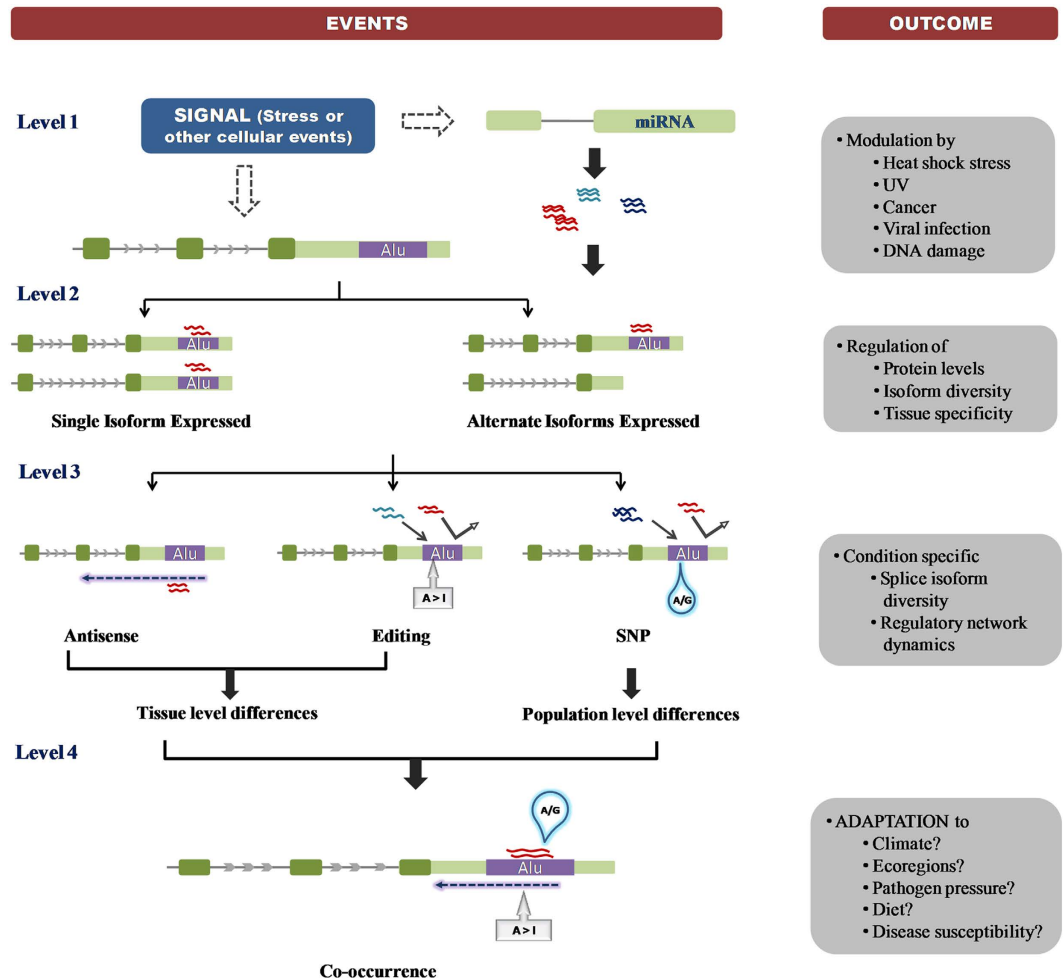 EVENTS
OUTCOME
Level 1
SIGNAL (Stress or
other cellular events)
miRNA
• Modulation by
• Heat shock stress
• UV
• Cancer
• Viral infection
• DNA damage
Alu
Level 2
Alu
Alu
Alu
Single Isoform Expressed
Alternate Isoforms Expressed
• Regulation of
• Protein levels
• Isoform diversity
• Tissue specificity
Level 3
Alu
Alu
Alu
A>I
A/G
Antisense
Editing
SNP
• Condition specific
• Splice isoform
diversity
• Regulatory network
dynamics
Tissue level differences
Population level differences
Level 4
A/G
Alu
A>I
Co-occurrence
• ADAPTATION to
• Climate?
• Ecoregions?
• Pathogen pressure?
• Diet?
• Disease susceptibility?